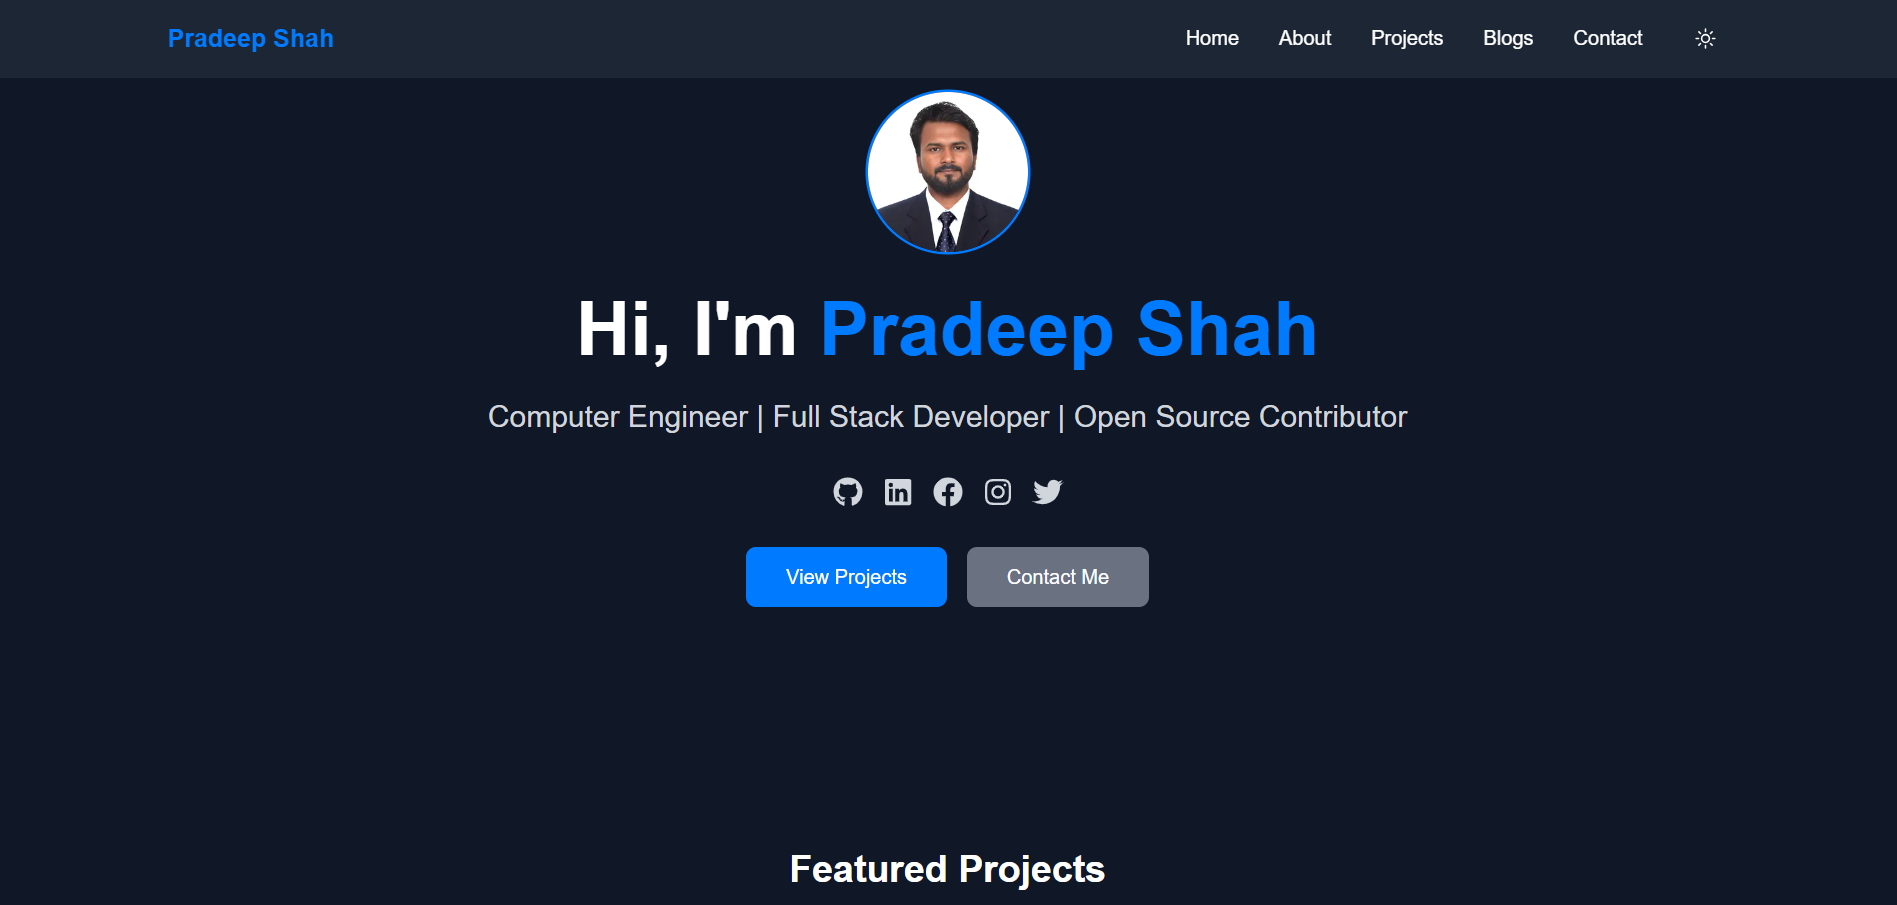 Pradeep Shah
Home About Projects Blogs Contact
Hi, I'm Pradeep Shah
Computer Engineer | Full Stack Developer | Open Source Contributor
View Projects Contact Me
Featured Projects